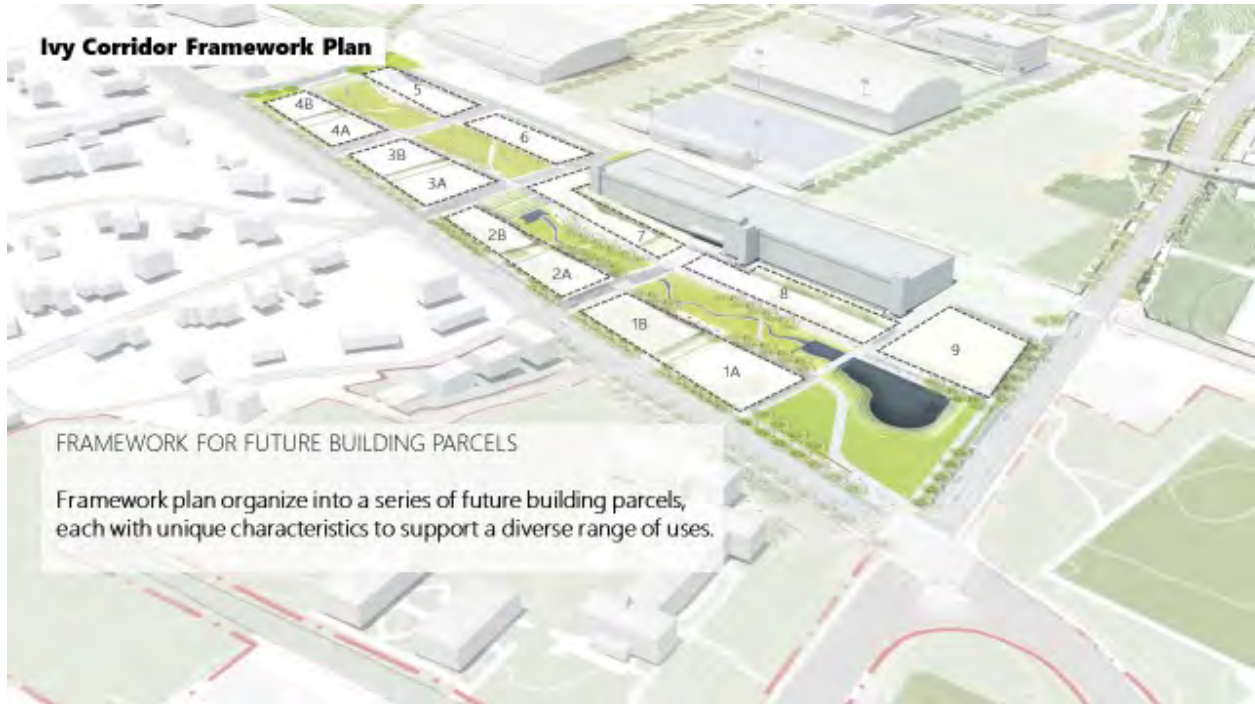 Ivy Corridor Framework Plan
5
4B
4A
6
3B
3A
7
2B
2A
8
1B
9
1A
FRAMEWORK FOR FUTURE BUILDING PARCELS
Framework plan organize into a series of future building parcels,
each with unique characteristics to support a diverse range of uses.